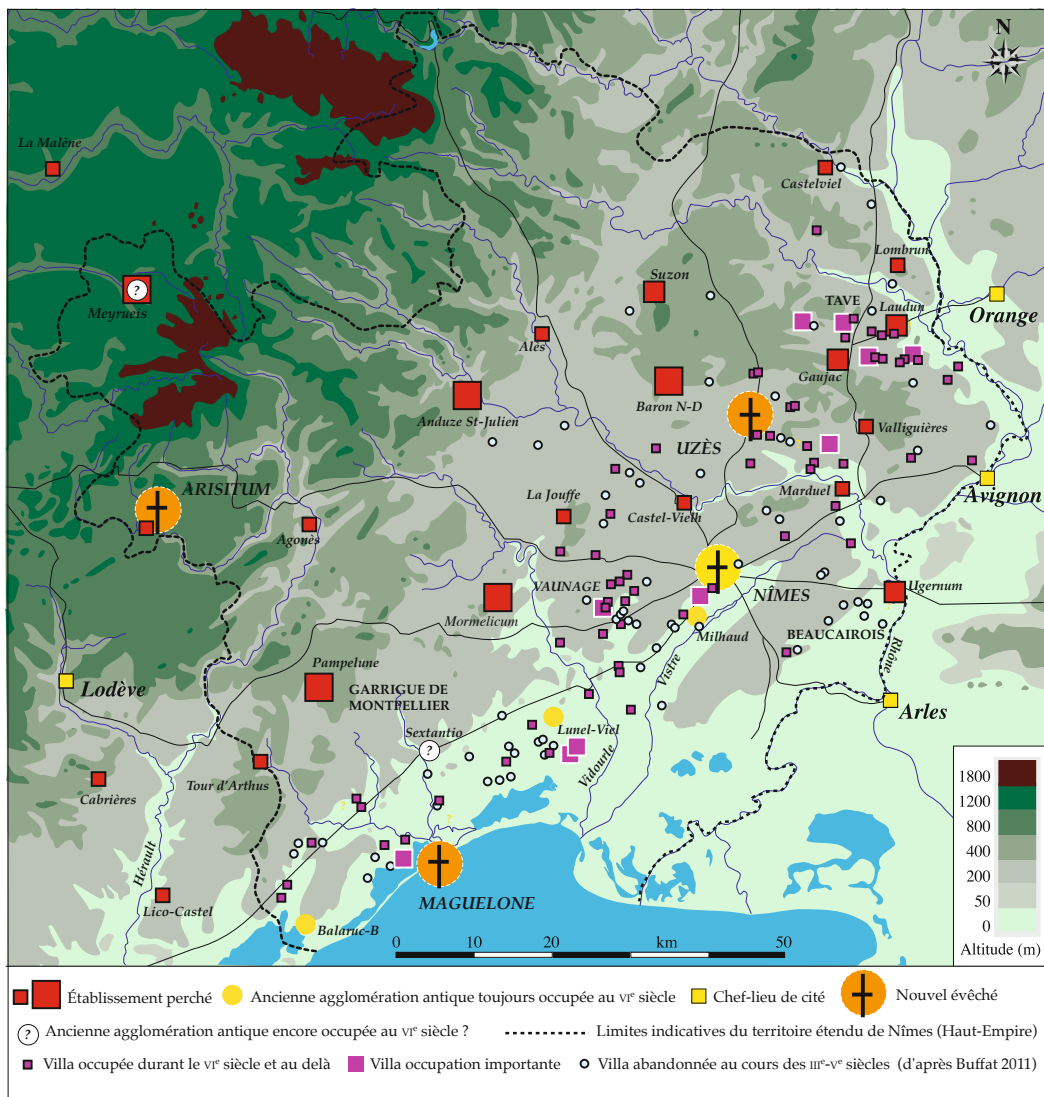 N
La Malène
Castelviel
Lombrun
Suzon
Meyrueis
?
TAVE
Laudun
Orange
Alès
Gaujac
Baron N-D
Anduze St-Julien
Valliguières
UZÈS
ARISITUM
Avignon
La Jouffe
Marduel
Castel-Vielh
Agonès
VAUNAGE
NÎMES
Ugernum
Mormelicum
Milhaud
BEAUCAIROIS
Pampelune
Vistre
Rhône
Lodève
GARRIGUE DE
MONTPELLIER
Arles
Sextantio
?
Lunel-Viel
Vidourle
Tour d'Arthus
Cabrières
?
?
Hérault
Lico-Castel
MAGUELONE
Balaruc-B
0 10 20 km 50
1800
1200
800
400
200
50
0
Altitude (m)
Établissement perché
Ancienne agglomération antique toujours occupée au VIe siècle
Chef-lieu de cité
Nouvel évêché
? Ancienne agglomération antique encore occupée au VIe siècle ?
Limites indicatives du territoire étendu de Nîmes (Haut-Empire)
Villa occupée durant le VIe siècle et au delà
Villa occupation importante
Villa abandonnée au cours des IIIe-Ve siècles (d'après Buffat 2011)